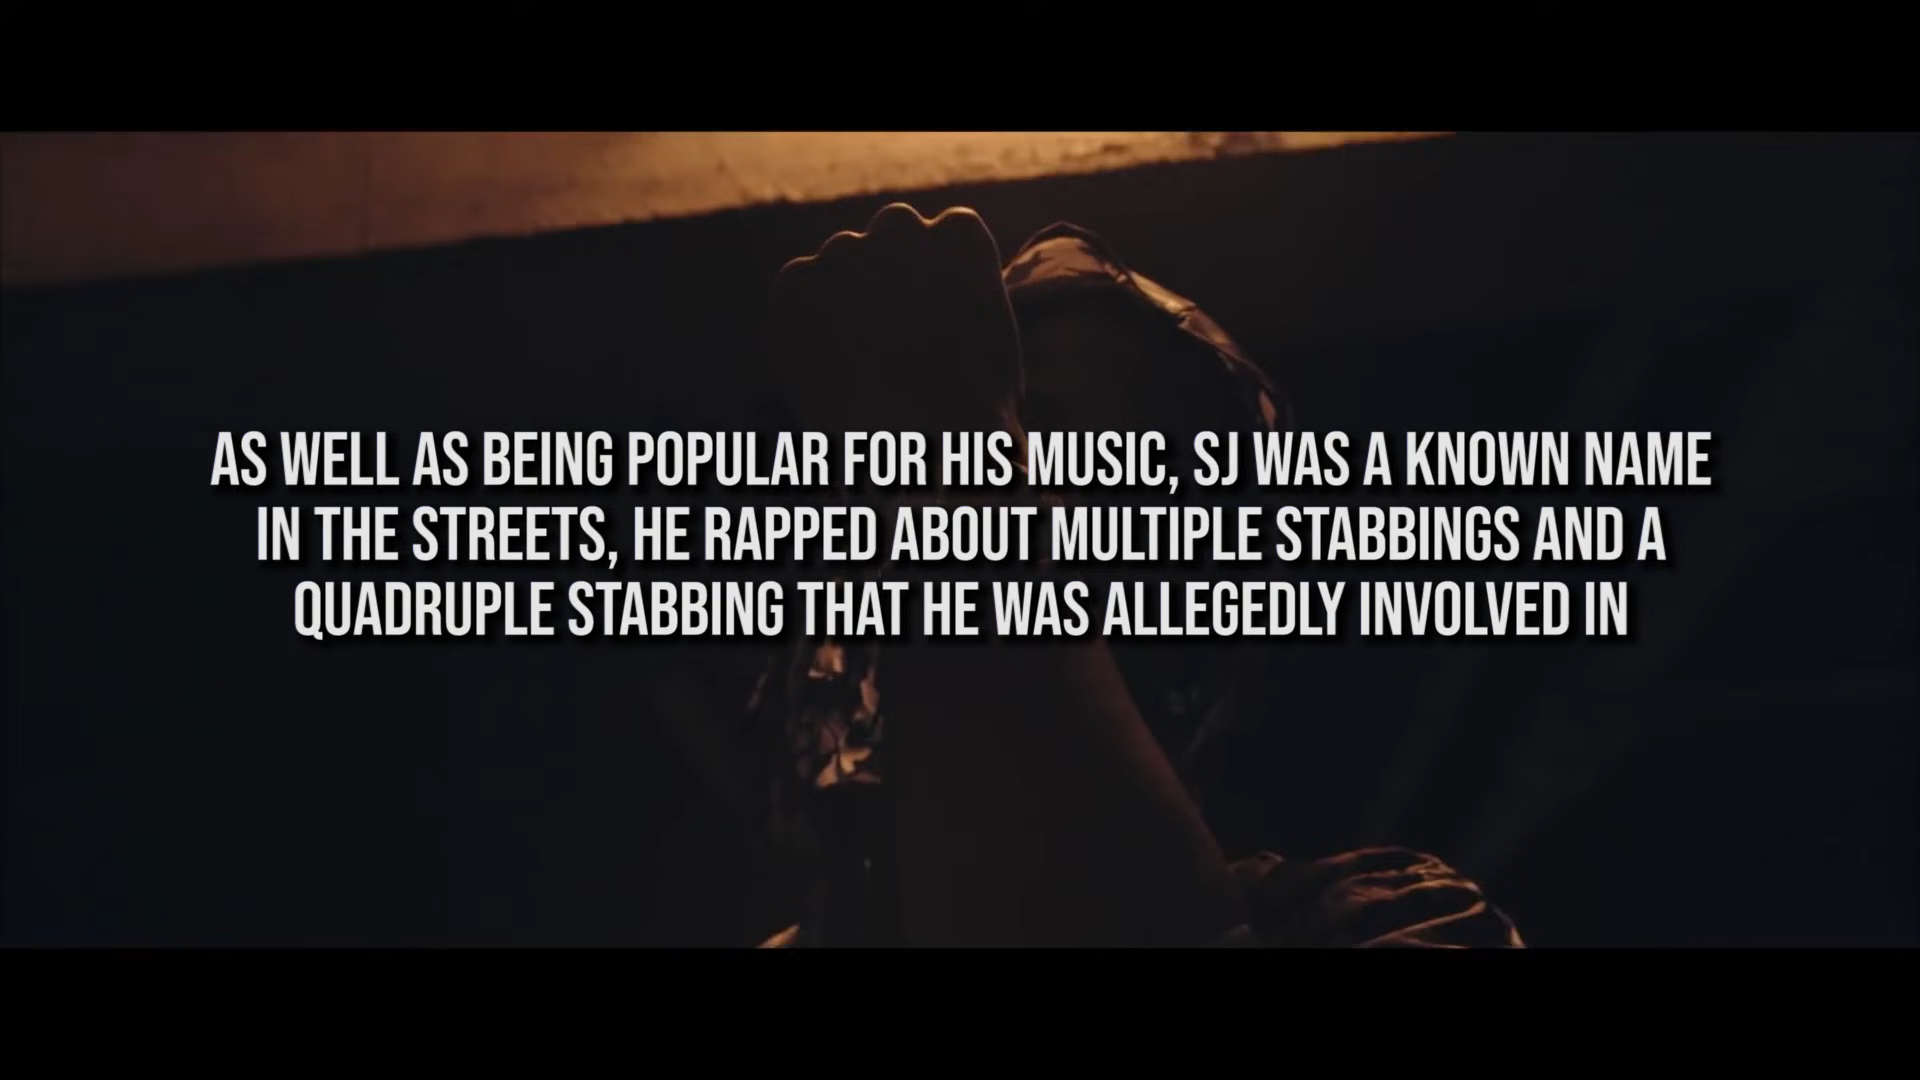 AS WELL AS BEING POPULAR FOR HIS MUSIC, SJ WAS A KNOWN NAME
IN THE STREETS, HE RAPPED ABOUT MULTIPLE STABBINGS AND A
QUADRUPLE STABBING THAT HE WAS ALLEGEDLY INVOLVED IN